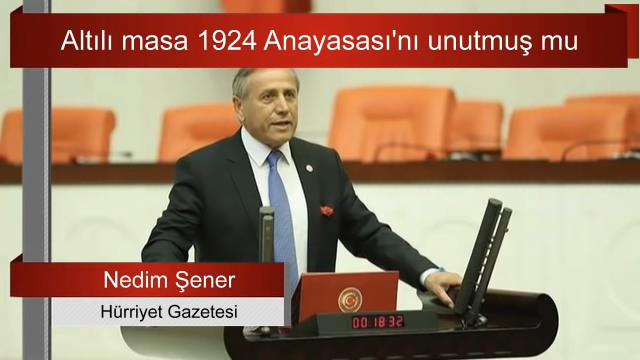 Altılı masa 1924 Anayasası'nı unutmuş mu
00:18:32
Nedim Şener
Hürriyet Gazetesi